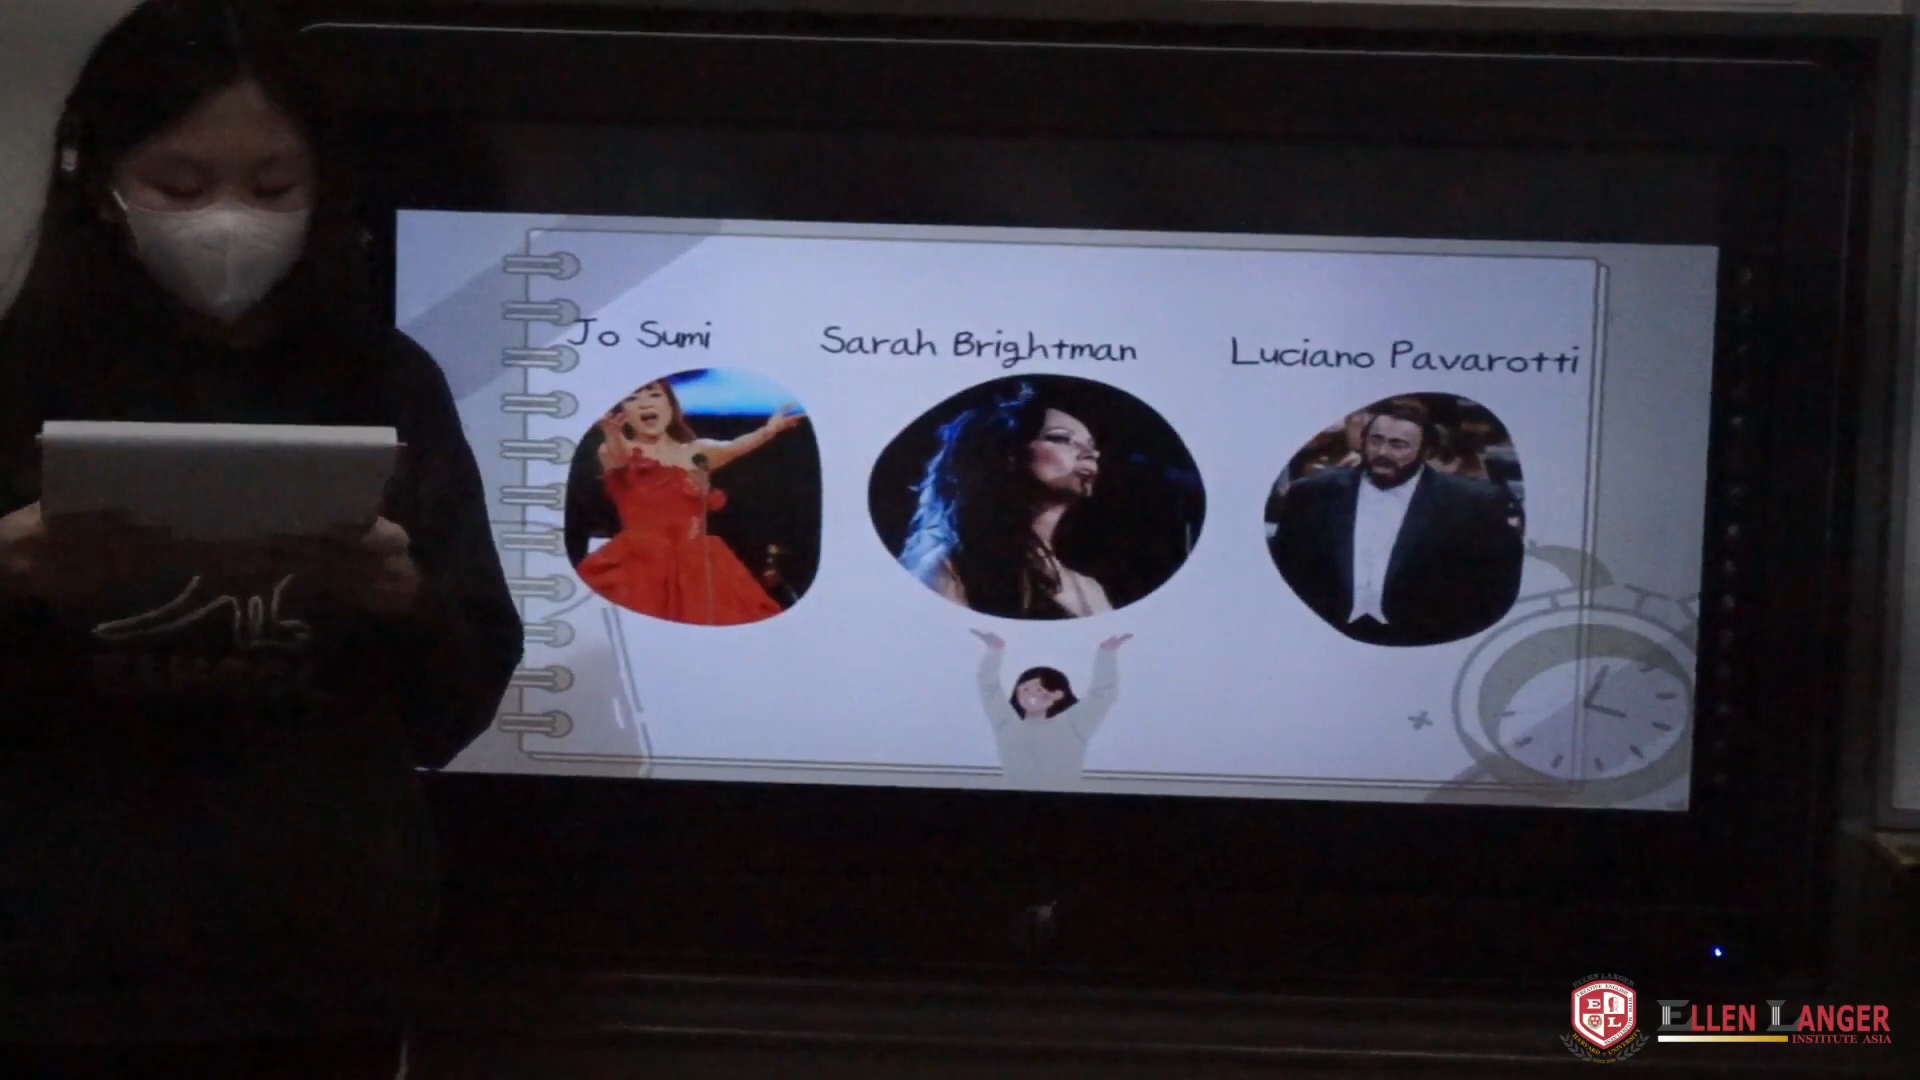 Jo Sumi
Sarah Brightman
Luciano Pavarotti
ELLEN LANGER
INSTITUTE ASIA